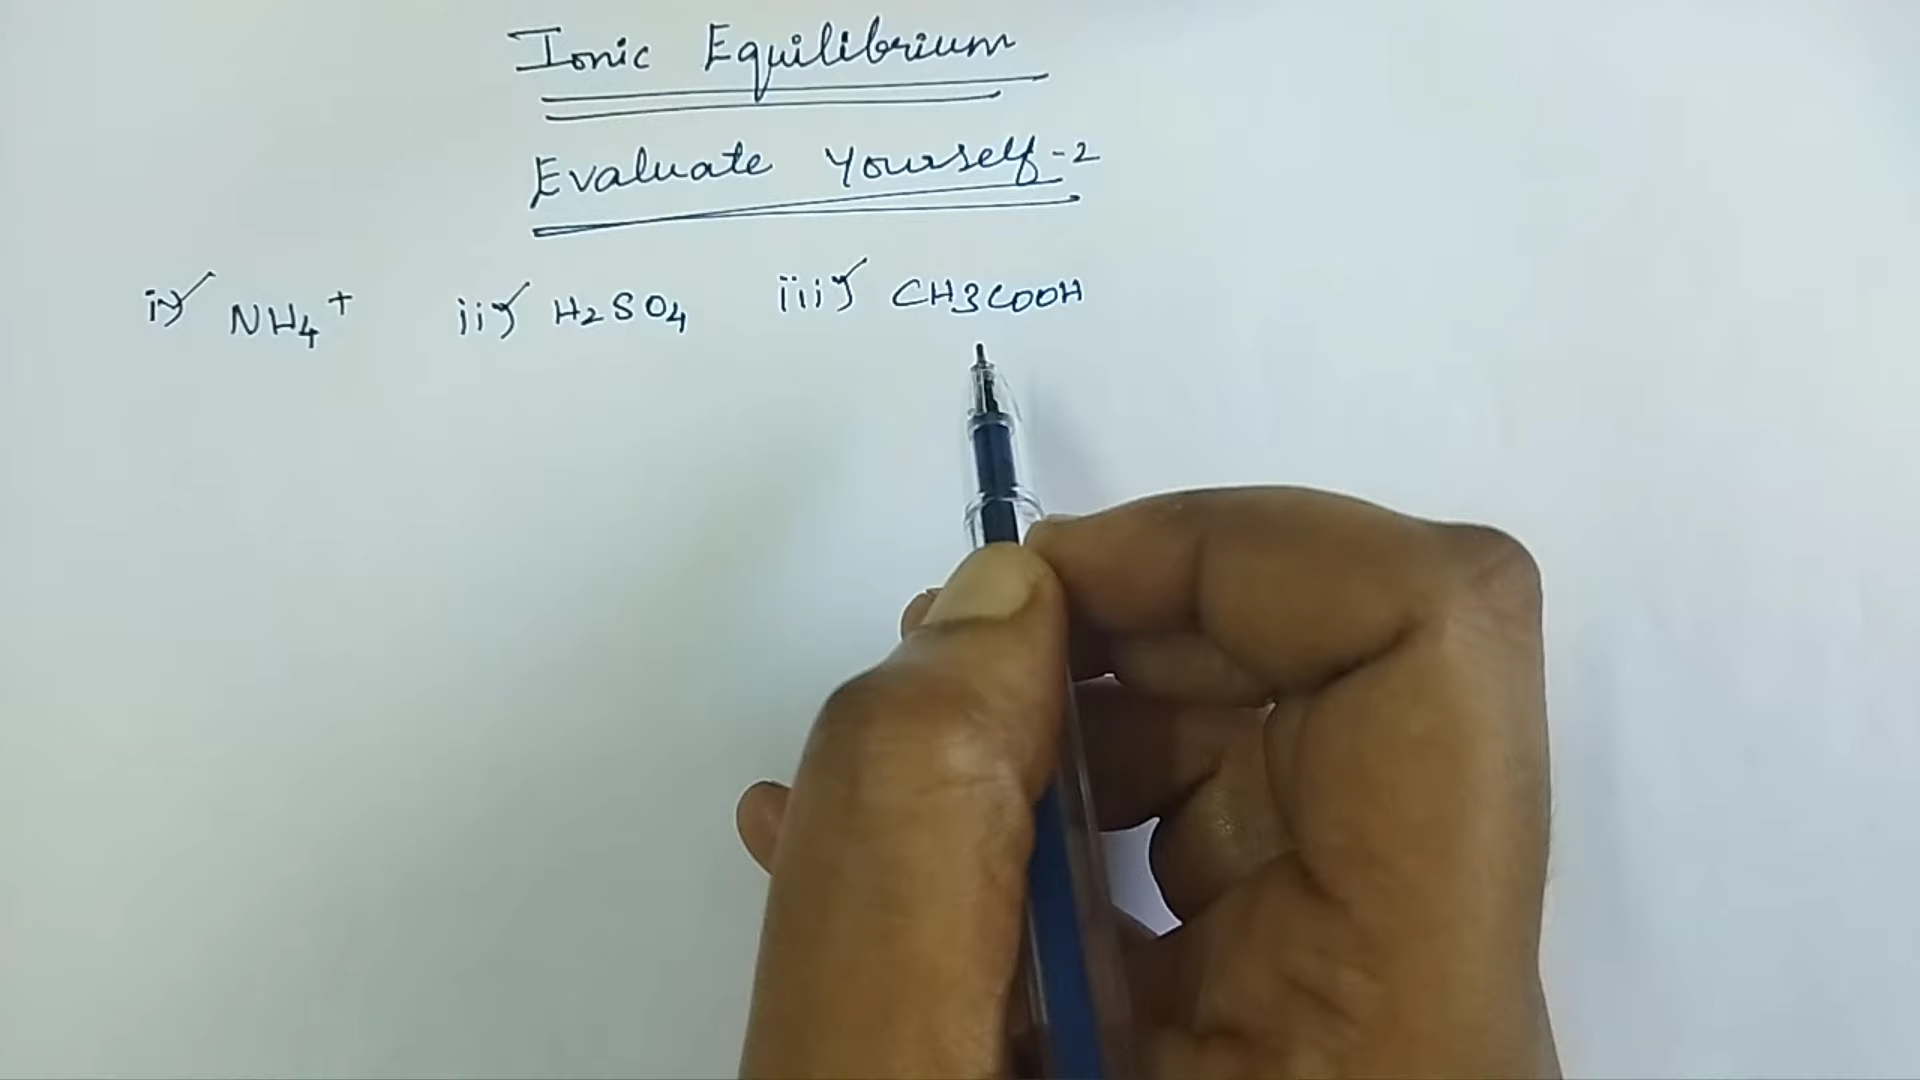 Ionic Equilibrium
Evaluate Yourself-2
i) NH4+ ii) H2SO4 iii) CH3COOH